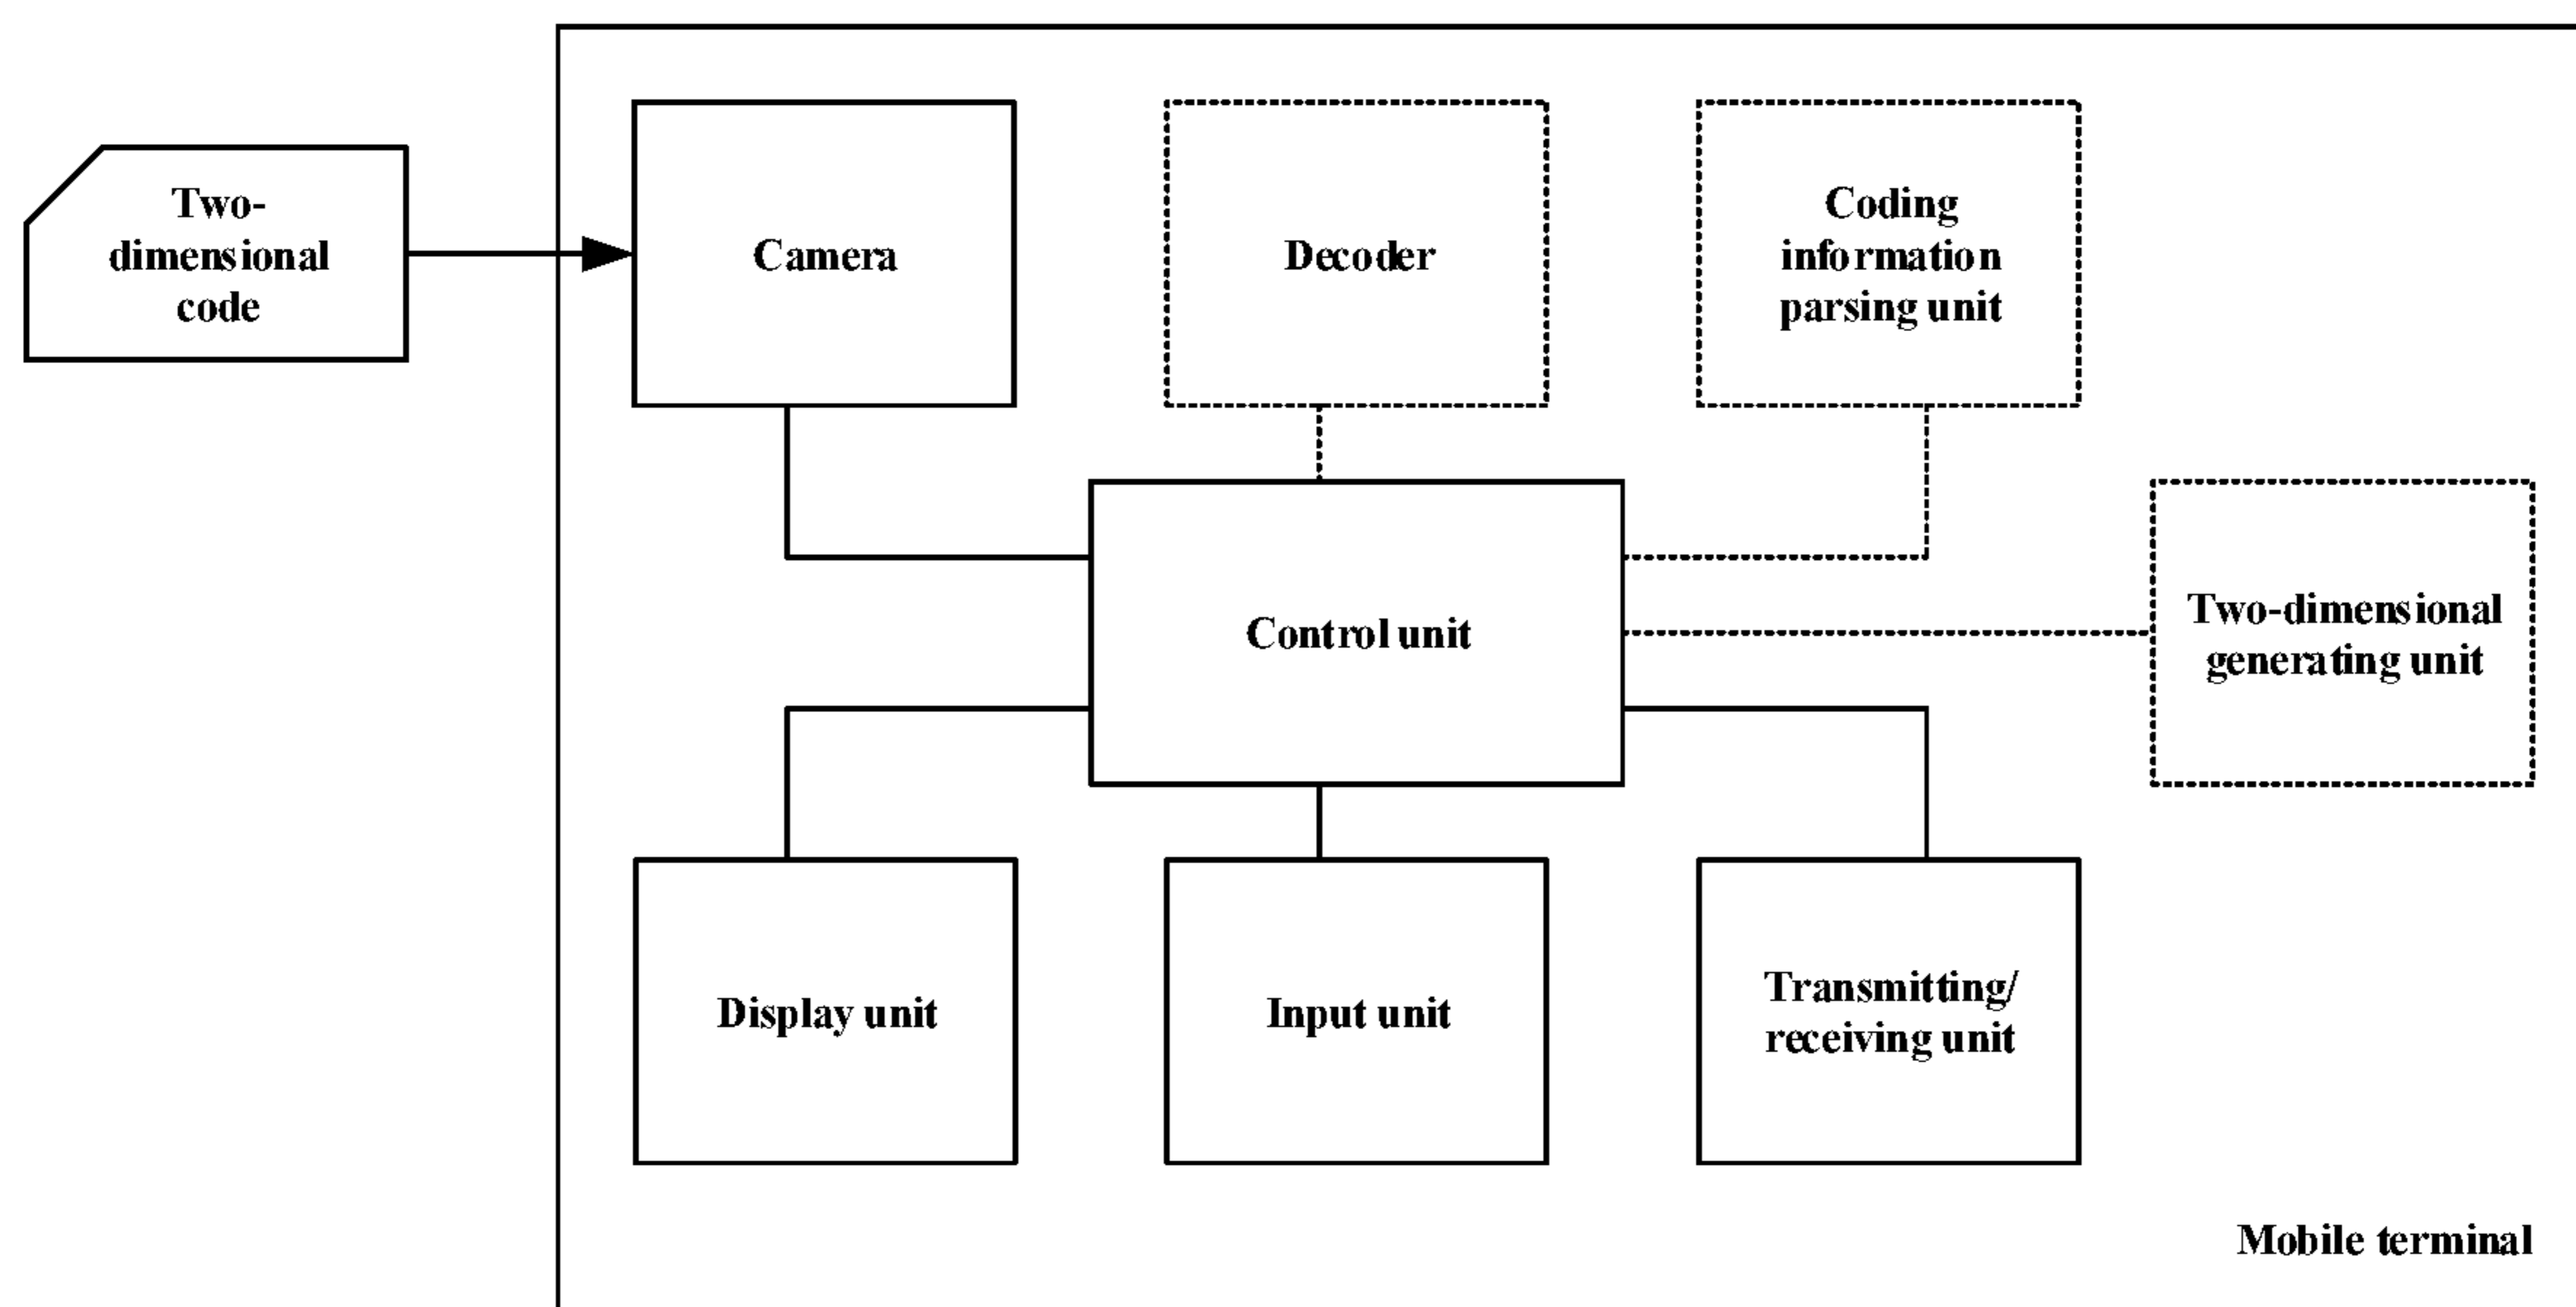 Two-
dimensional
code
Camera
Decoder
Coding
information
parsing unit
Control unit
Two-dimensional
generating unit
Display unit
Input unit
Transmitting/
receiving unit
Mobile terminal